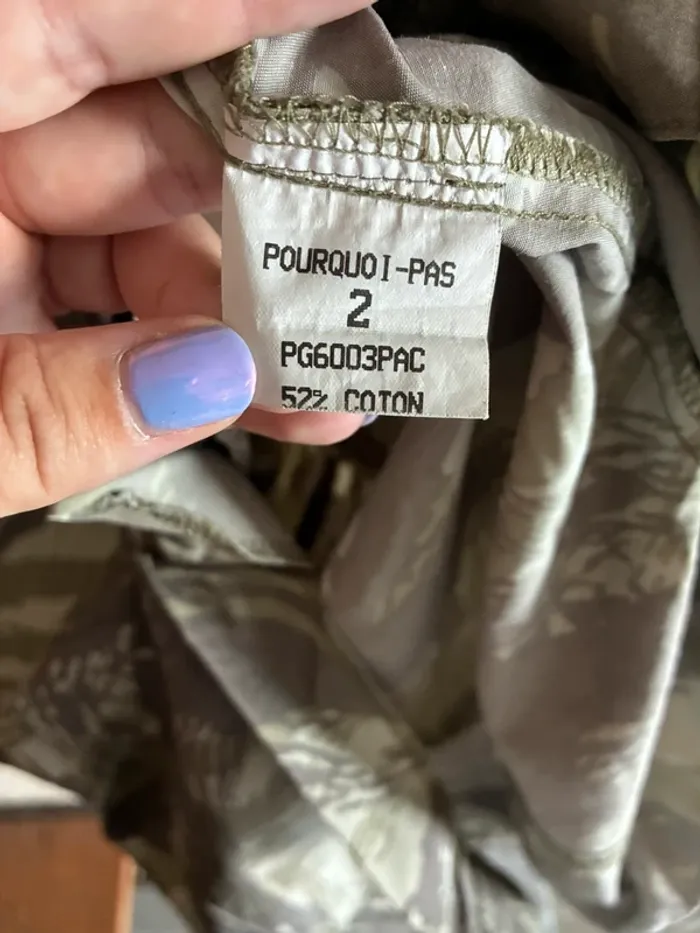 POURQUOI-PAS
2
PG6003PAC
52% COTON